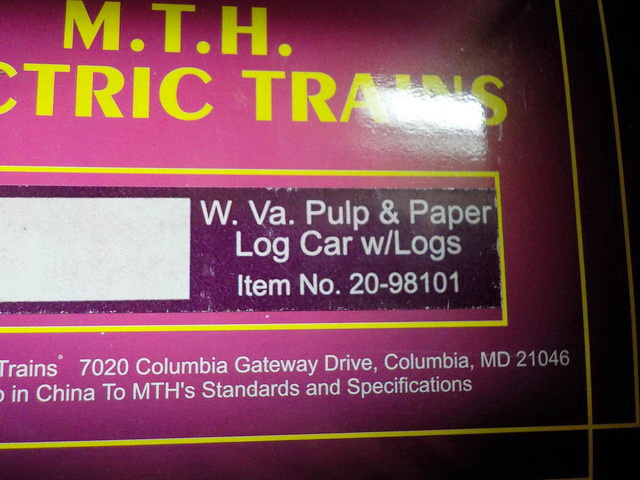 M.T.H.
CTRIC TRAINS
W. Va. Pulp & Paper
Log Car w/Logs
Item No. 20-98101
Trains® 7020 Columbia Gateway Drive, Columbia, MD 21046
in China To MTH's Standards and Specifications